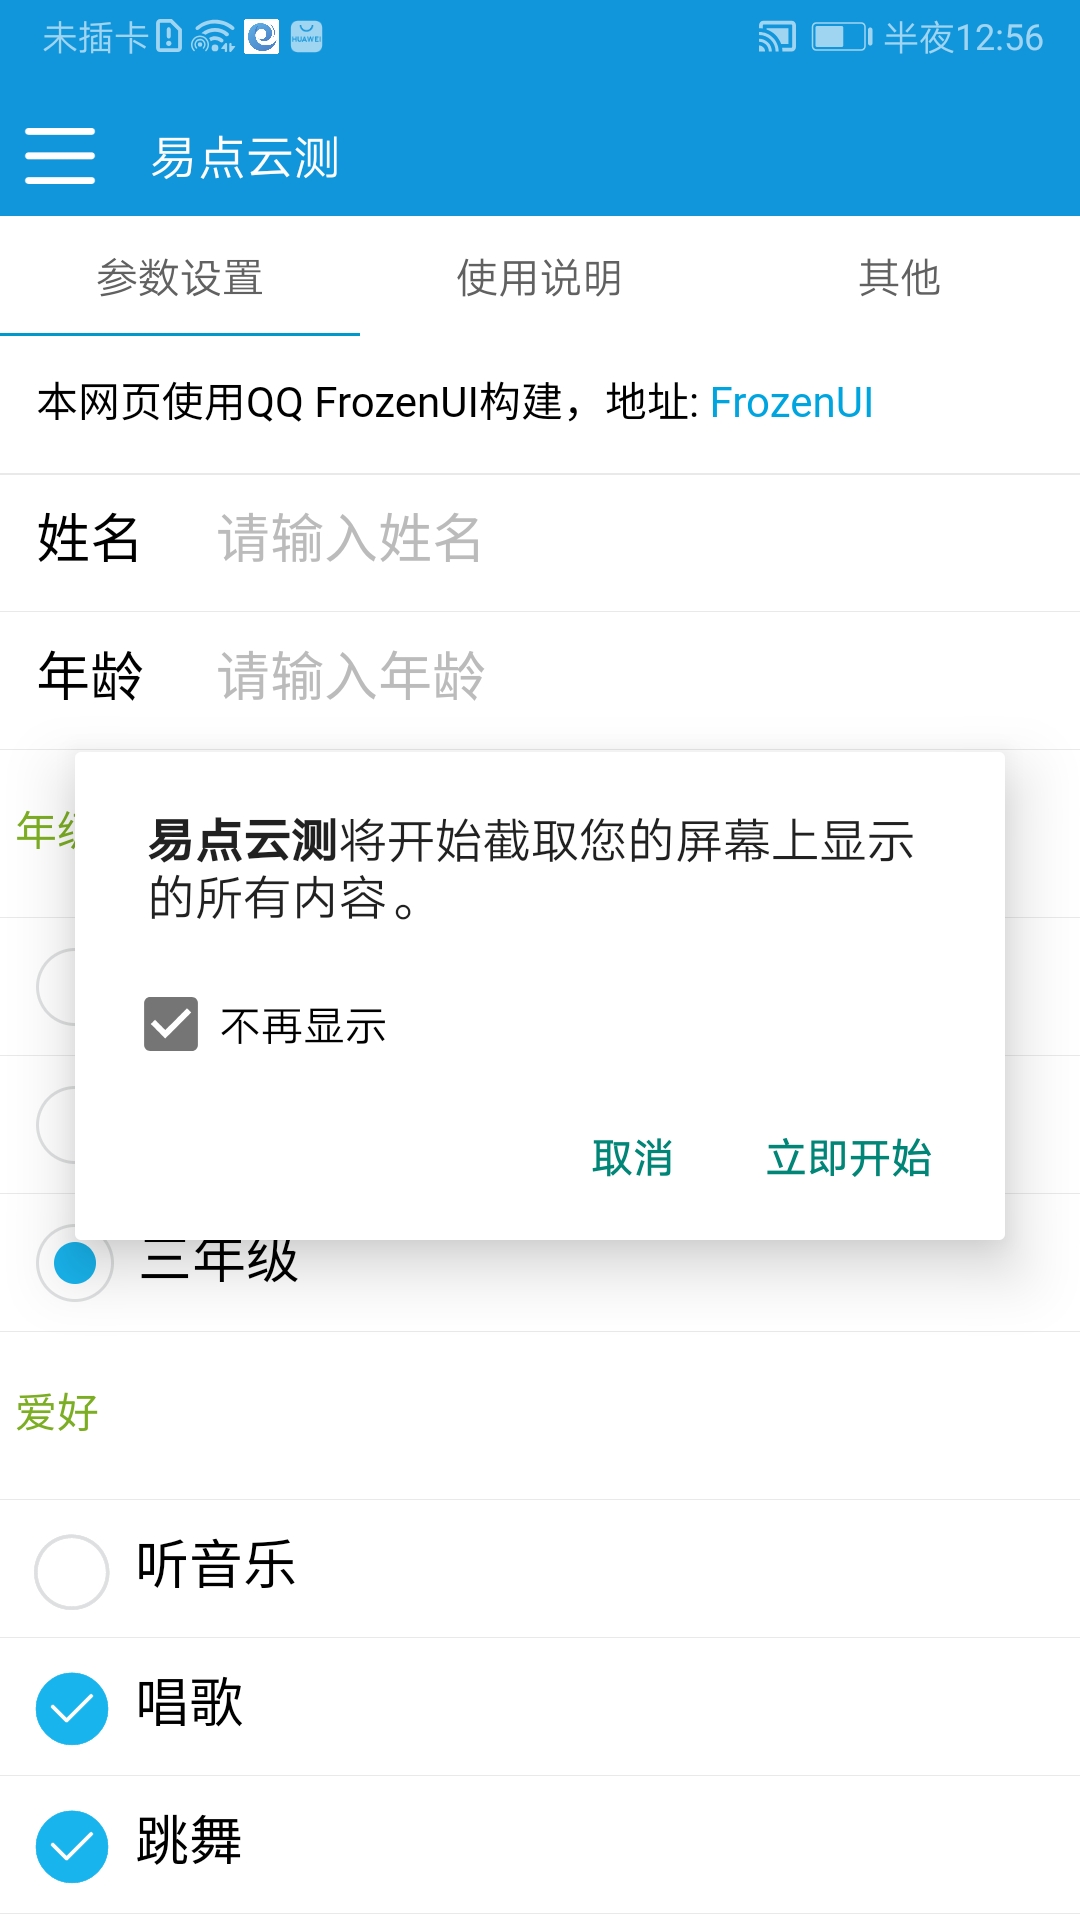 未插卡 HUAWEI 半夜12:56
易点云测
参数设置 使用说明 其他
本网页使用QQ FrozenUI构建，地址: FrozenUI
姓名 请输入姓名
年龄 请输入年龄
年级
易点云测将开始截取您的屏幕上显示
的所有内容。
不再显示
取消 立即开始
三年级
爱好
听音乐
唱歌
跳舞